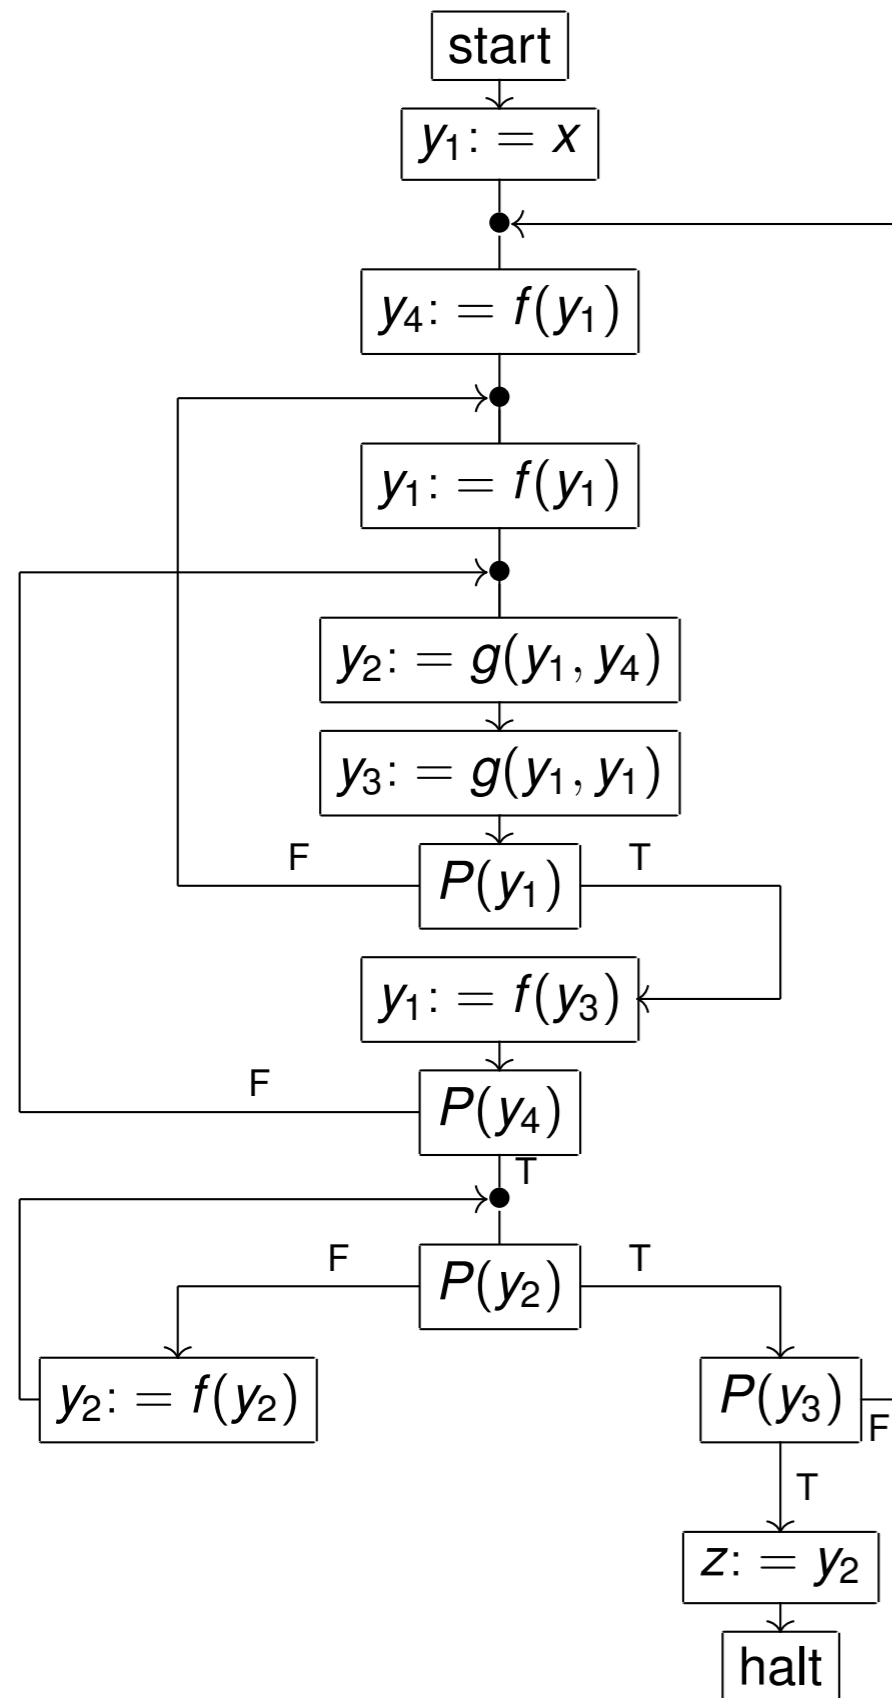 start
y₁: = x
y₄: = f(y₁)
y₁: = f(y₁)
y₂: = g(y₁, y₄)
y₃: = g(y₁, y₁)
F
T
P(y₁)
y₁: = f(y₃)
F
P(y₄)
T
F
T
P(y₂)
y₂: = f(y₂)
P(y₃)
F
T
z: = y₂
halt